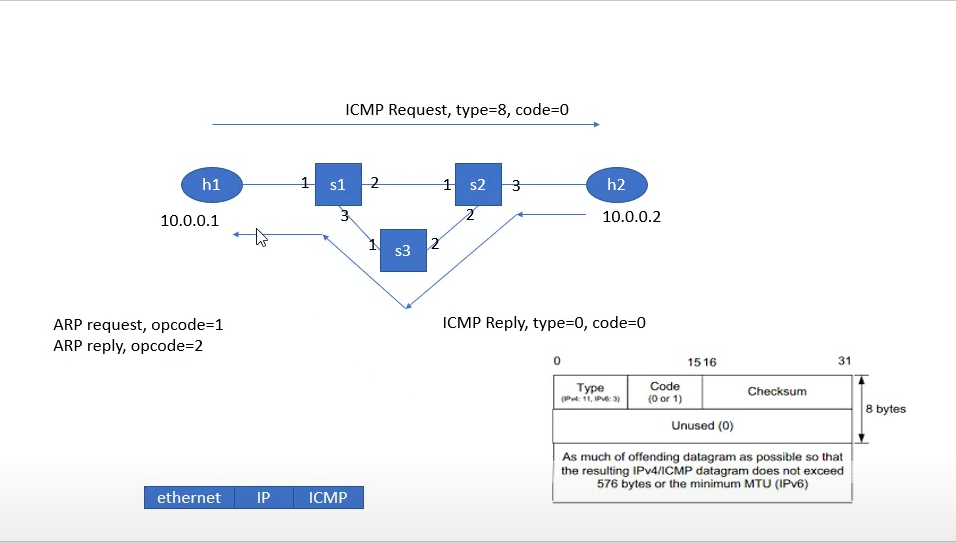 ICMP Request, type=8, code=0
h1 1 s1 2 1 s2 3 h2
10.0.0.1 3 2 10.0.0.2
1 s3 2
ARP request, opcode=1
ARP reply, opcode=2
ICMP Reply, type=0, code=0
0 15 16 31
Type
(IPv4: 11, IPv6: 3)
Code
(0 or 1)
Checksum
8 bytes
Unused (0)
As much of offending datagram as possible so that
the resulting IPv4/ICMP datagram does not exceed
576 bytes or the minimum MTU (IPv6)
ethernet IP ICMP